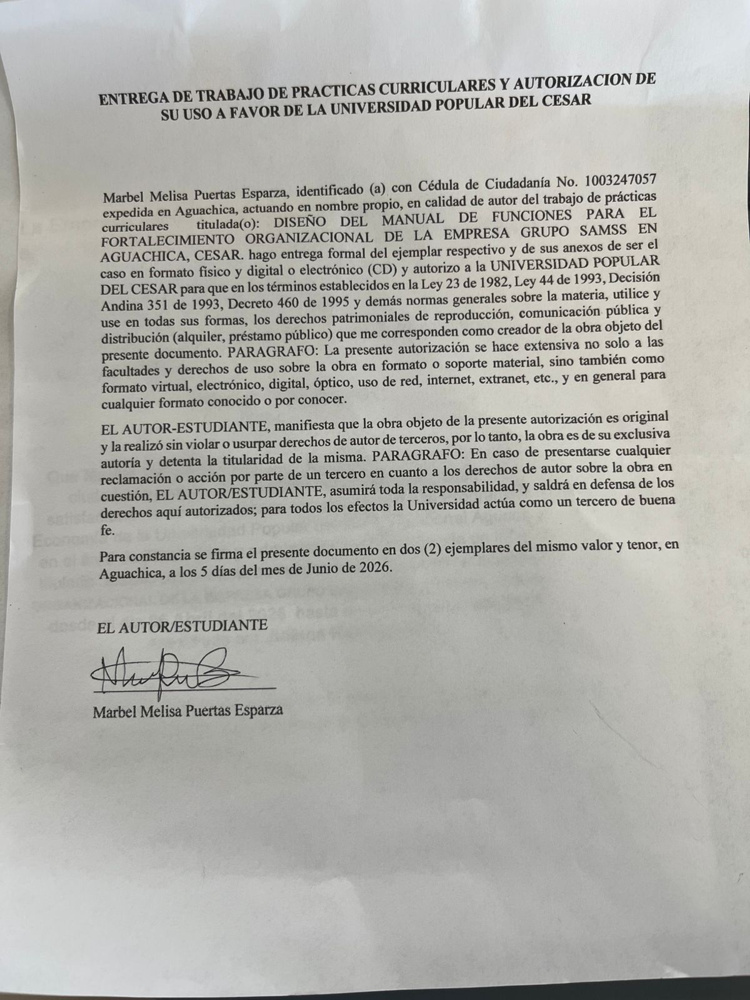 ENTREGA DE TRABAJO DE PRACTICAS CURRICULARES Y AUTORIZACION DE
SU USO A FAVOR DE LA UNIVERSIDAD POPULAR DEL CESAR
Marbel Melisa Puertas Esparza, identificado (a) con Cédula de Ciudadanía No. 1003247057
expedida en Aguachica, actuando en nombre propio, en calidad de autor del trabajo de prácticas
curriculares titulada(o): DISEÑO DEL MANUAL DE FUNCIONES PARA EL
FORTALECIMIENTO ORGANIZACIONAL DE LA EMPRESA GRUPO SAMSS EN
AGUACHICA, CESAR. hago entrega formal del ejemplar respectivo y de sus anexos de ser el
caso en formato físico y digital o electrónico (CD) y autorizo a la UNIVERSIDAD POPULAR
DEL CESAR para que en los términos establecidos en la Ley 23 de 1982, Ley 44 de 1993, Decisión
Andina 351 de 1993, Decreto 460 de 1995 y demás normas generales sobre la materia, utilice y
use en todas sus formas, los derechos patrimoniales de reproducción, comunicación pública y
distribución (alquiler, préstamo público) que me corresponden como creador de la obra objeto del
presente documento. PARAGRAFO: La presente autorización se hace extensiva no solo a las
facultades y derechos de uso sobre la obra en formato o soporte material, sino también como
formato virtual, electrónico, digital, óptico, uso de red, internet, extranet, etc., y en general para
cualquier formato conocido o por conocer.
EL AUTOR-ESTUDIANTE, manifiesta que la obra objeto de la presente autorización es original
y la realizó sin violar o usurpar derechos de autor de terceros, por lo tanto, la obra es de su exclusiva
autoría y detenta la titularidad de la misma. PARAGRAFO: En caso de presentarse cualquier
reclamación o acción por parte de un tercero en cuanto a los derechos de autor sobre la obra en
cuestión, EL AUTOR/ESTUDIANTE, asumirá toda la responsabilidad, y saldrá en defensa de los
derechos aquí autorizados; para todos los efectos la Universidad actúa como un tercero de buena
fe.
Para constancia se firma el presente documento en dos (2) ejemplares del mismo valor y tenor, en
Aguachica, a los 5 días del mes de Junio de 2026.
EL AUTOR/ESTUDIANTE
Marbel Melisa Puertas Esparza